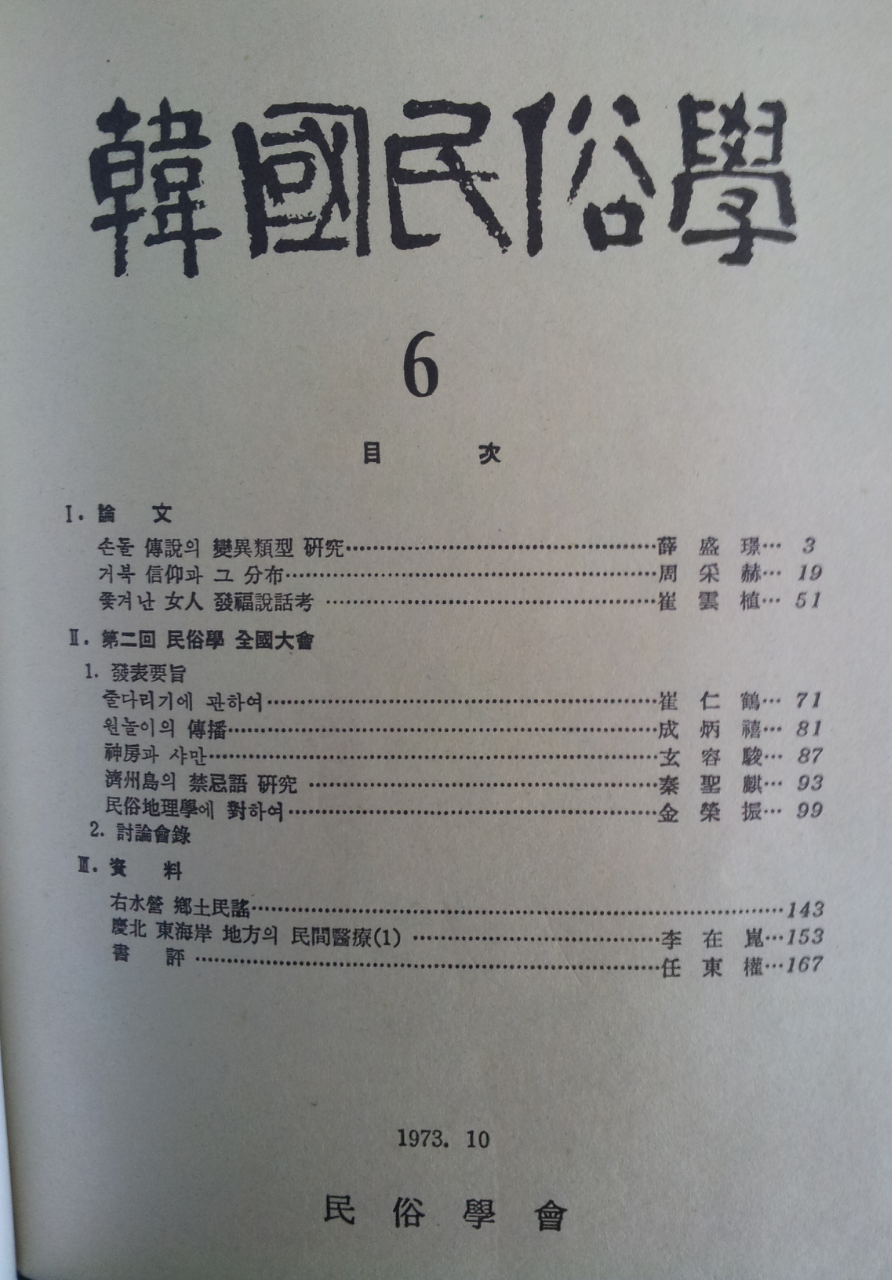 韓國民俗學
6
目 次
Ⅰ. 論 文
손돌 傳說의 變異類型 硏究……薛 盛 璟… 3
거북 信仰과 그 分布……周 采 赫… 19
쫓겨난 女人 發福說話考 ……崔 雲 植… 51
Ⅱ. 第二回 民俗學 全國大會
1. 發表要旨
줄다리기에 관하여……崔 仁 鶴… 71
원놀이의 傳播……成 炳 禧… 81
神房과 샤만……玄 容 駿… 87
濟州島의 禁忌語 硏究 ……秦 聖 麒… 93
民俗地理學에 對하여……金 榮 振… 99
2. 討論會錄
Ⅲ. 資 料
右水營 鄕土民謠……143
慶北 東海岸 地方의 民間醫療(1) ……李 在 崑…153
書 評 ……任 東 權…167
1973. 10
民 俗 學 會